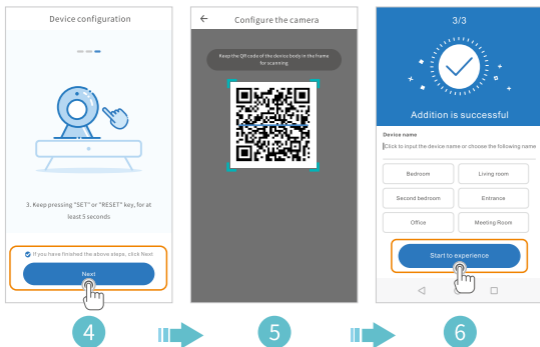 Device configuration
3. Keep pressing "SET" or "RESET" key, for at
least 5 seconds
If you have finished the above steps, click Next
Next
4
Configure the camera
Keep the QR code of the device body in the frame
for scanning
5
3/3
Addition is successful
Device name
Click to input the device name or choose the following name
Bedroom
Living room
Second bedroom
Entrance
Office
Meeting Room
Start to experience
6